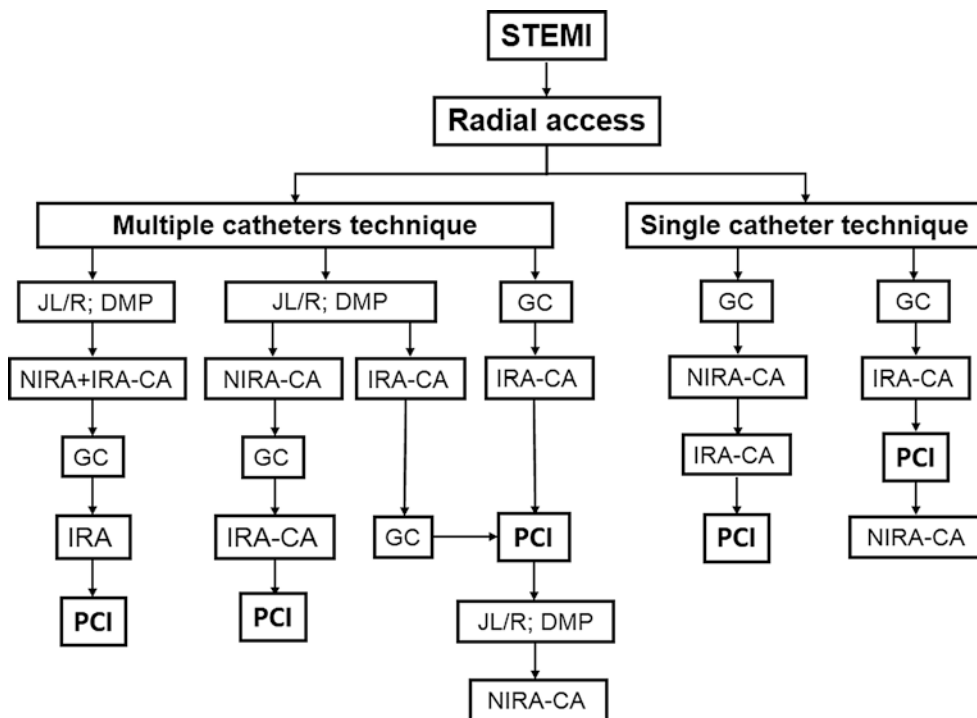 STEMI
Radial access
Multiple catheters technique
Single catheter technique
JL/R; DMP
JL/R; DMP
GC
GC
GC
NIRA+IRA-CA
NIRA-CA
IRA-CA
IRA-CA
NIRA-CA
IRA-CA
GC
GC
IRA-CA
PCI
IRA
IRA-CA
GC
PCI
PCI
NIRA-CA
PCI
PCI
JL/R; DMP
NIRA-CA